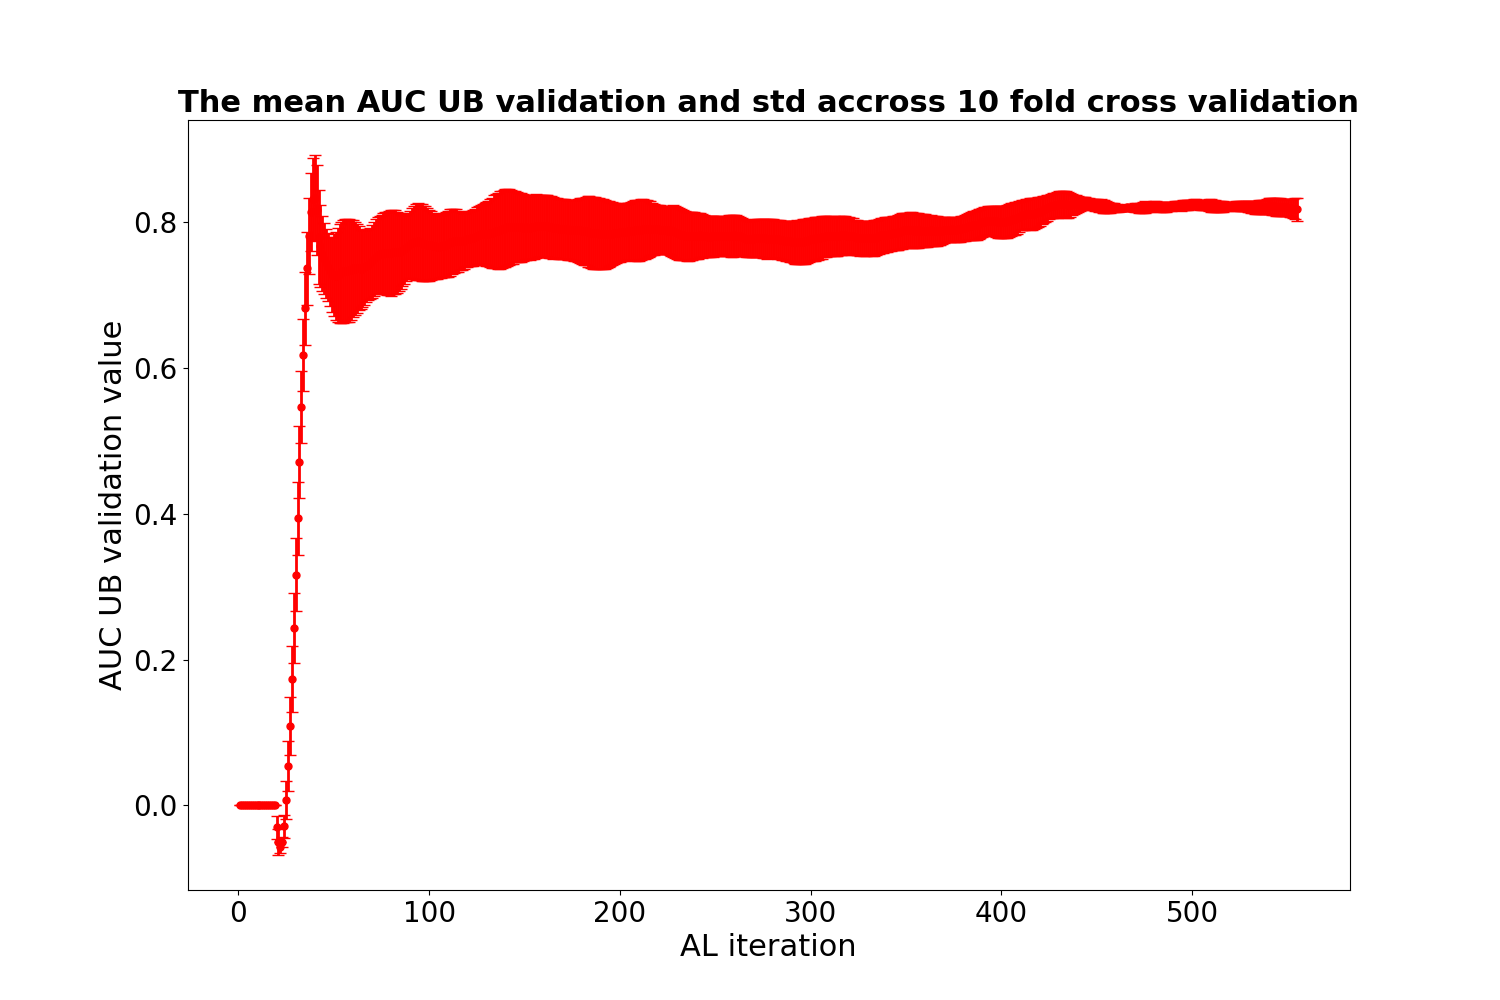 The mean AUC UB validation and std accross 10 fold cross validation
AUC UB validation value
0.8
0.6
0.4
0.2
0.0
0 100 200 300 400 500
AL iteration